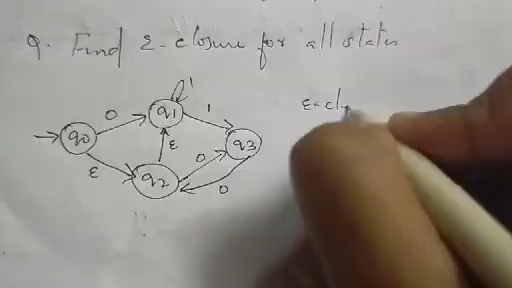 Q. Find ε-closure for all states
1
0 q1 1 ε-cl
q0 ε q3
ε q2 0
0